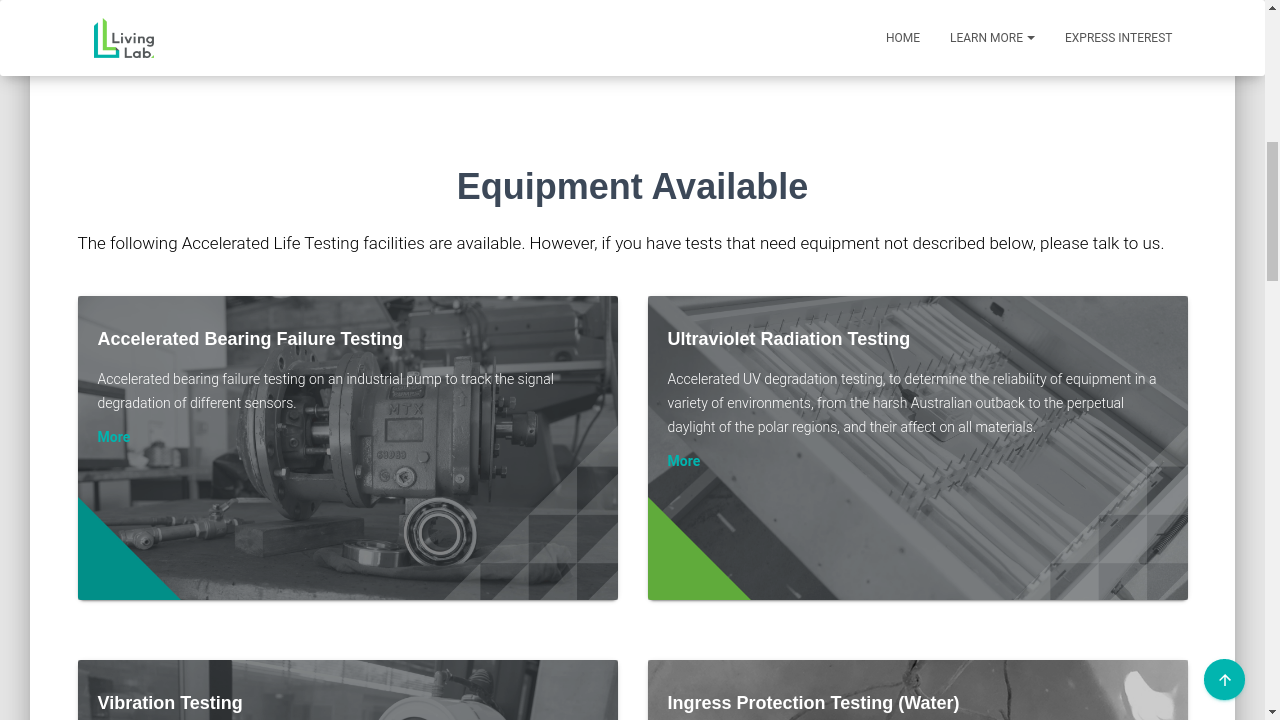 Living
Lab.
HOME
LEARN MORE
EXPRESS INTEREST
Equipment Available
The following Accelerated Life Testing facilities are available. However, if you have tests that need equipment not described below, please talk to us.
Accelerated Bearing Failure Testing
Accelerated bearing failure testing on an industrial pump to track the signal
degradation of different sensors.
More
MTX
Ultraviolet Radiation Testing
Accelerated UV degradation testing, to determine the reliability of equipment in a
variety of environments, from the harsh Australian outback to the perpetual
daylight of the polar regions, and their affect on all materials.
More
Vibration Testing
Ingress Protection Testing (Water)